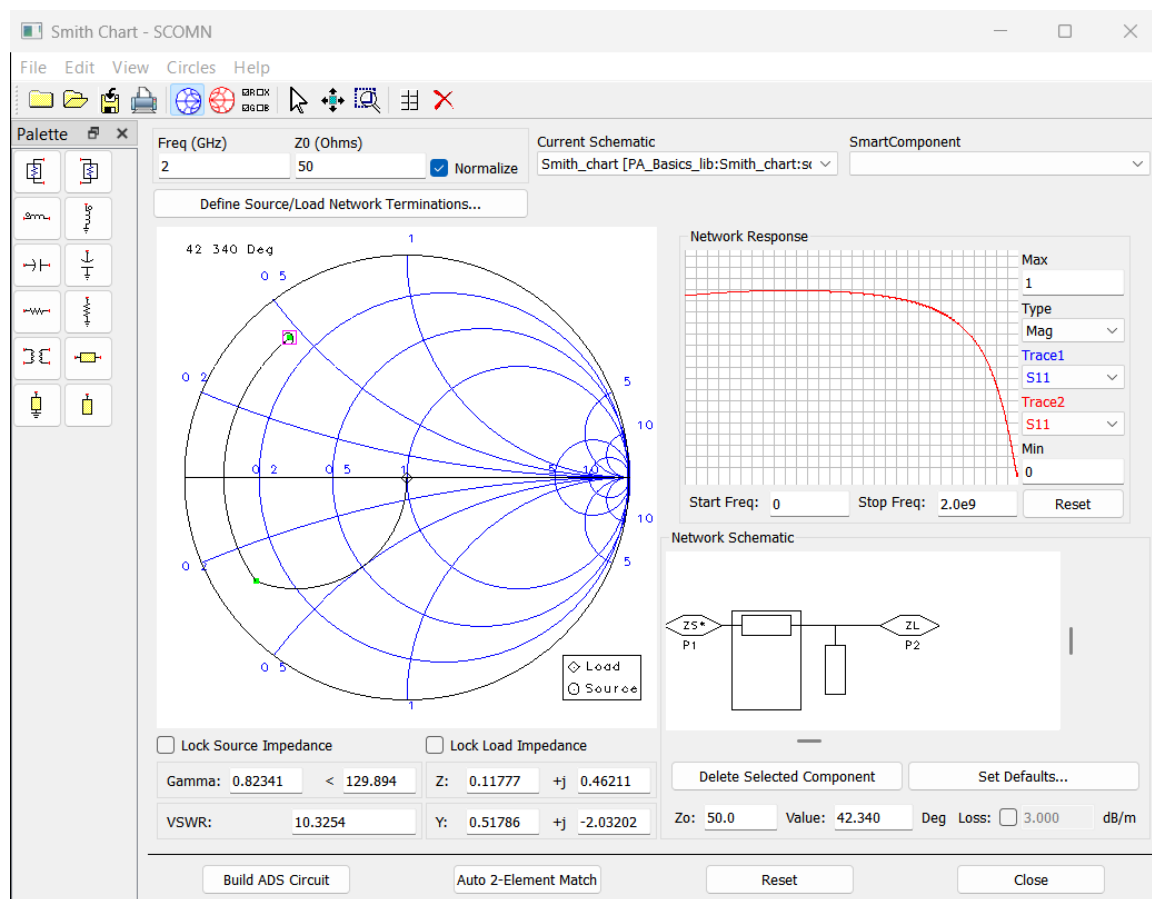 Smith Chart - SCOMN
File Edit View Circles Help
Palette
Freq (GHz) Z0 (Ohms)
2 50 Normalize
Current Schematic
Smith_chart [PA_Basics_lib:Smith_chart:sc
SmartComponent
Define Source/Load Network Terminations...
42 340 Deg
1
0 5
0 2
5
10
0 2 0 5 1 5 10
10
0 2
5
0 5
1
Load
Source
Network Response
Max
1
Type
Mag
Trace1
S11
Trace2
S11
Min
0
Start Freq: 0 Stop Freq: 2.0e9 Reset
Network Schematic
ZS*
P1
ZL
P2
Lock Source Impedance Lock Load Impedance
Gamma: 0.82341 < 129.894 Z: 0.11777 +j 0.46211
VSWR: 10.3254 Y: 0.51786 +j -2.03202
Delete Selected Component Set Defaults...
Zo: 50.0 Value: 42.340 Deg Loss: 3.000 dB/m
Build ADS Circuit Auto 2-Element Match Reset Close